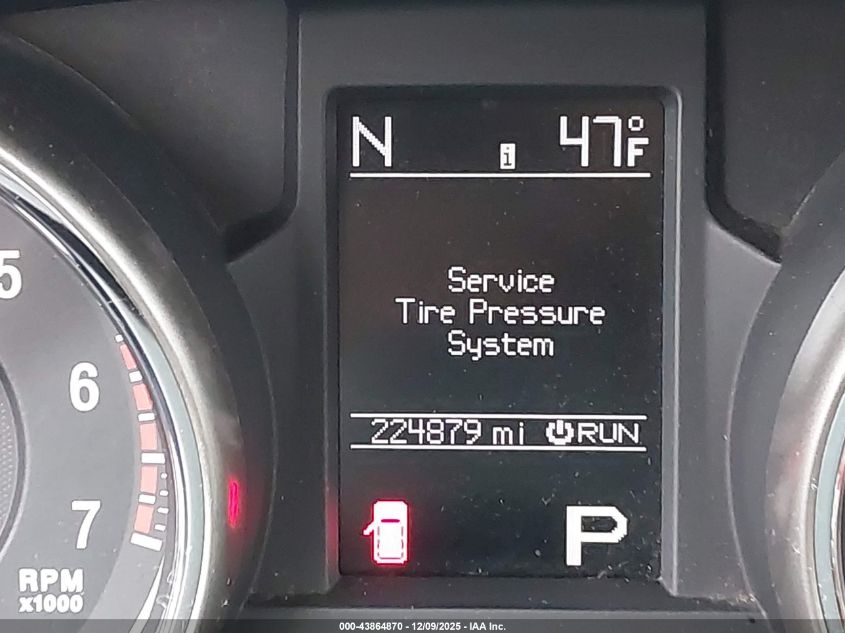 N i 47°F
Service
Tire Pressure
System
224879 mi RUN
P
5
6
7
RPM
x1000
000-43864870 - 12/09/2025 - IAA Inc.